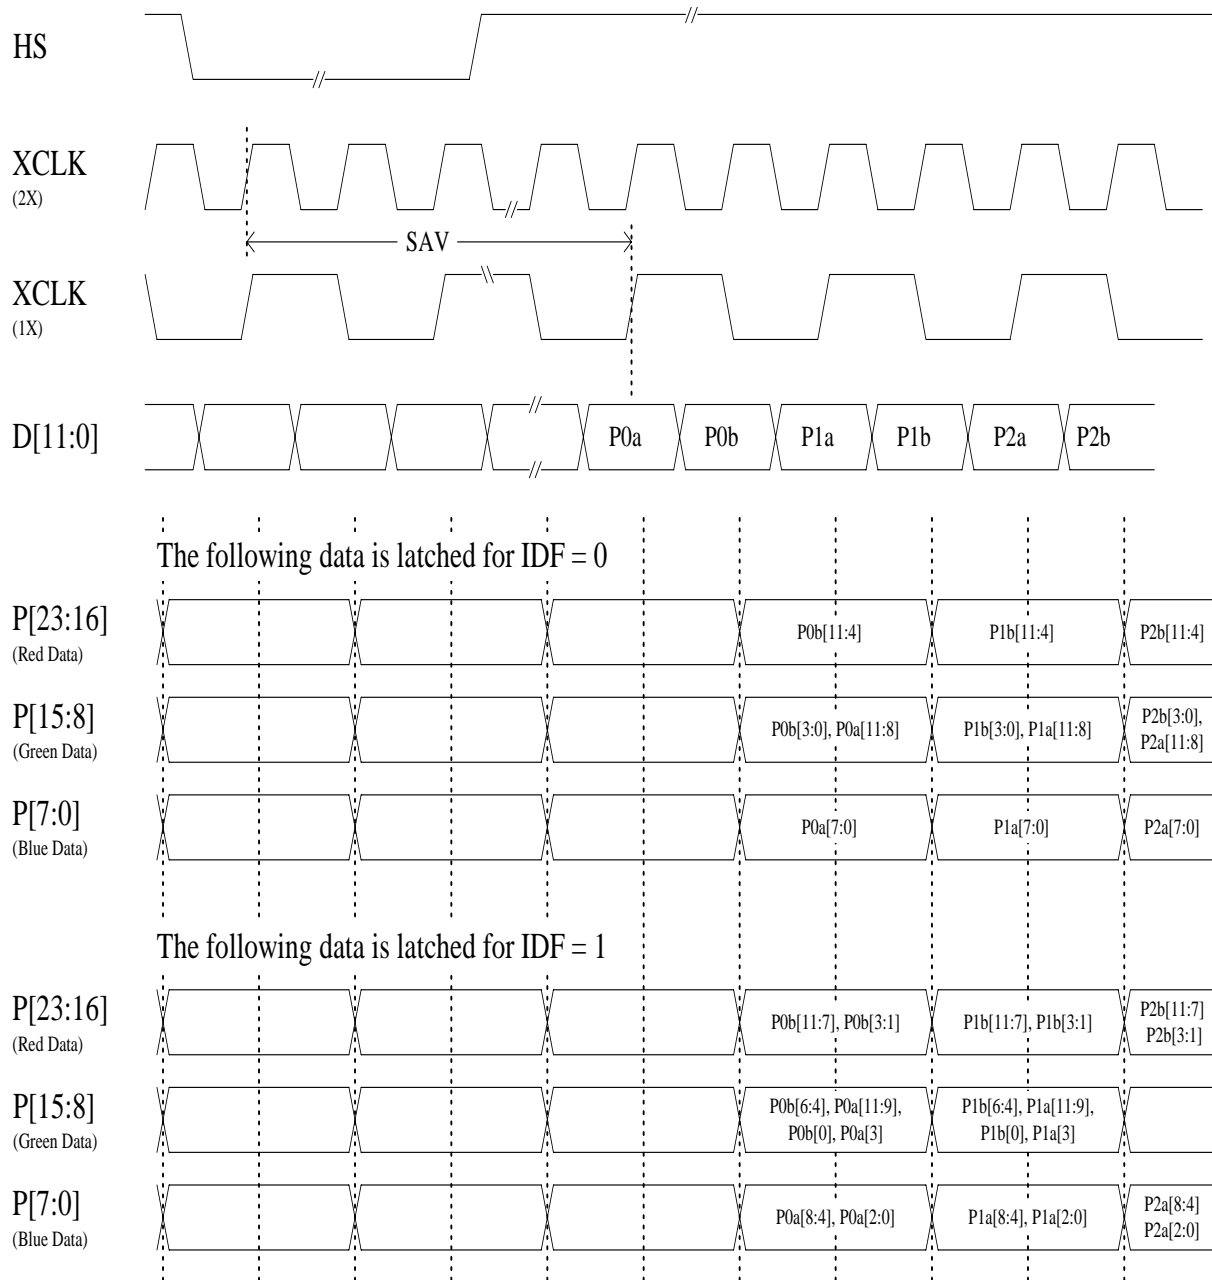 HS
XCLK
(2X)
SAV
XCLK
(1X)
D[11:0] P0a P0b P1a P1b P2a P2b
The following data is latched for IDF = 0
P[23:16]
(Red Data)
P0b[11:4] P1b[11:4] P2b[11:4]
P[15:8]
(Green Data)
P0b[3:0], P0a[11:8] P1b[3:0], P1a[11:8] P2b[3:0],
P2a[11:8]
P[7:0]
(Blue Data)
P0a[7:0] P1a[7:0] P2a[7:0]
The following data is latched for IDF = 1
P[23:16]
(Red Data)
P0b[11:7], P0b[3:1] P1b[11:7], P1b[3:1] P2b[11:7]
P2b[3:1]
P[15:8]
(Green Data)
P0b[6:4], P0a[11:9], P1b[6:4], P1a[11:9],
P0b[0], P0a[3] P1b[0], P1a[3]
P[7:0]
(Blue Data)
P0a[8:4], P0a[2:0] P1a[8:4], P1a[2:0] P2a[8:4]
P2a[2:0]